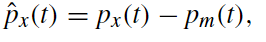 p̂ₓ(t) = pₓ(t) − pₘ(t),